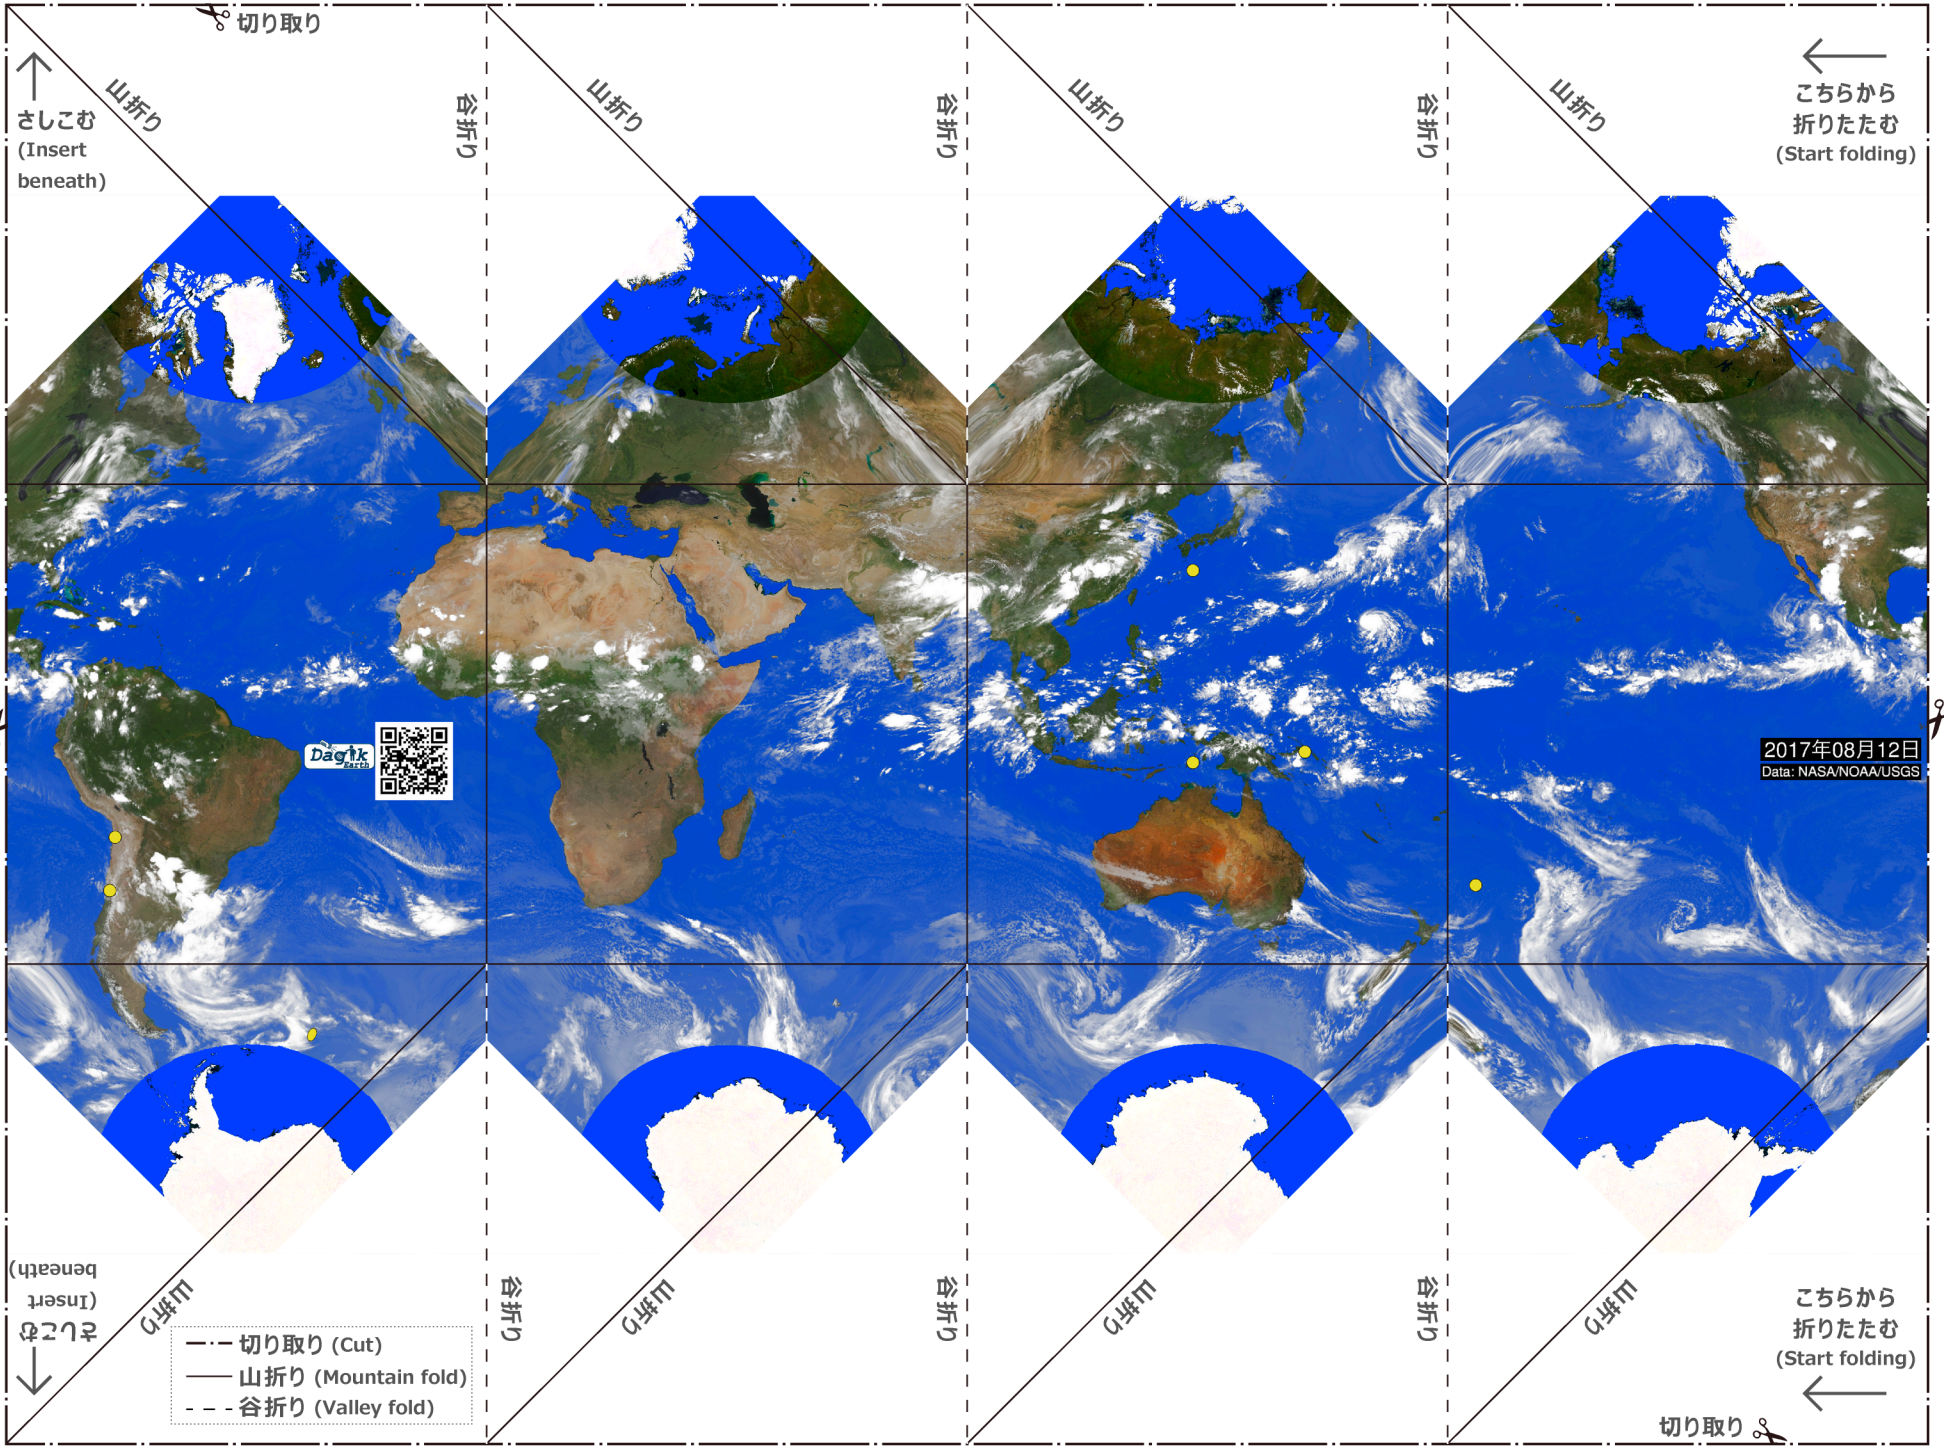 切り取り
さしこむ
(Insert
beneath)
山折り
谷折り
山折り
谷折り
山折り
谷折り
山折り
こちらから
折りたたむ
(Start folding)
Dagik
Earth
2017年08月12日
Data: NASA/NOAA/USGS
さしこむ
(Insert
beneath)
山折り
谷折り
山折り
谷折り
山折り
谷折り
山折り
こちらから
折りたたむ
(Start folding)
切り取り (Cut)
山折り (Mountain fold)
谷折り (Valley fold)
切り取り